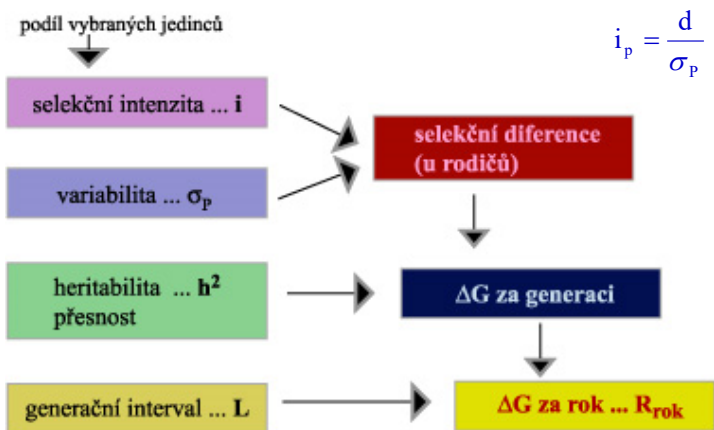 podíl vybraných jedinců
i_p = d / σ_P
selekční intenzita ... i
selekční diference
(u rodičů)
variabilita ... σ_P
heritabilita ... h²
přesnost
ΔG za generaci
generační interval ... L
ΔG za rok ... R_rok